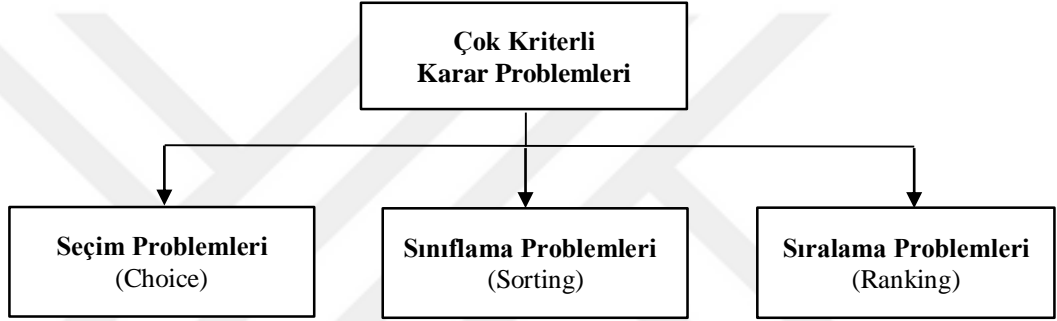 Çok Kriterli
Karar Problemleri
Seçim Problemleri
(Choice)
Sınıflama Problemleri
(Sorting)
Sıralama Problemleri
(Ranking)